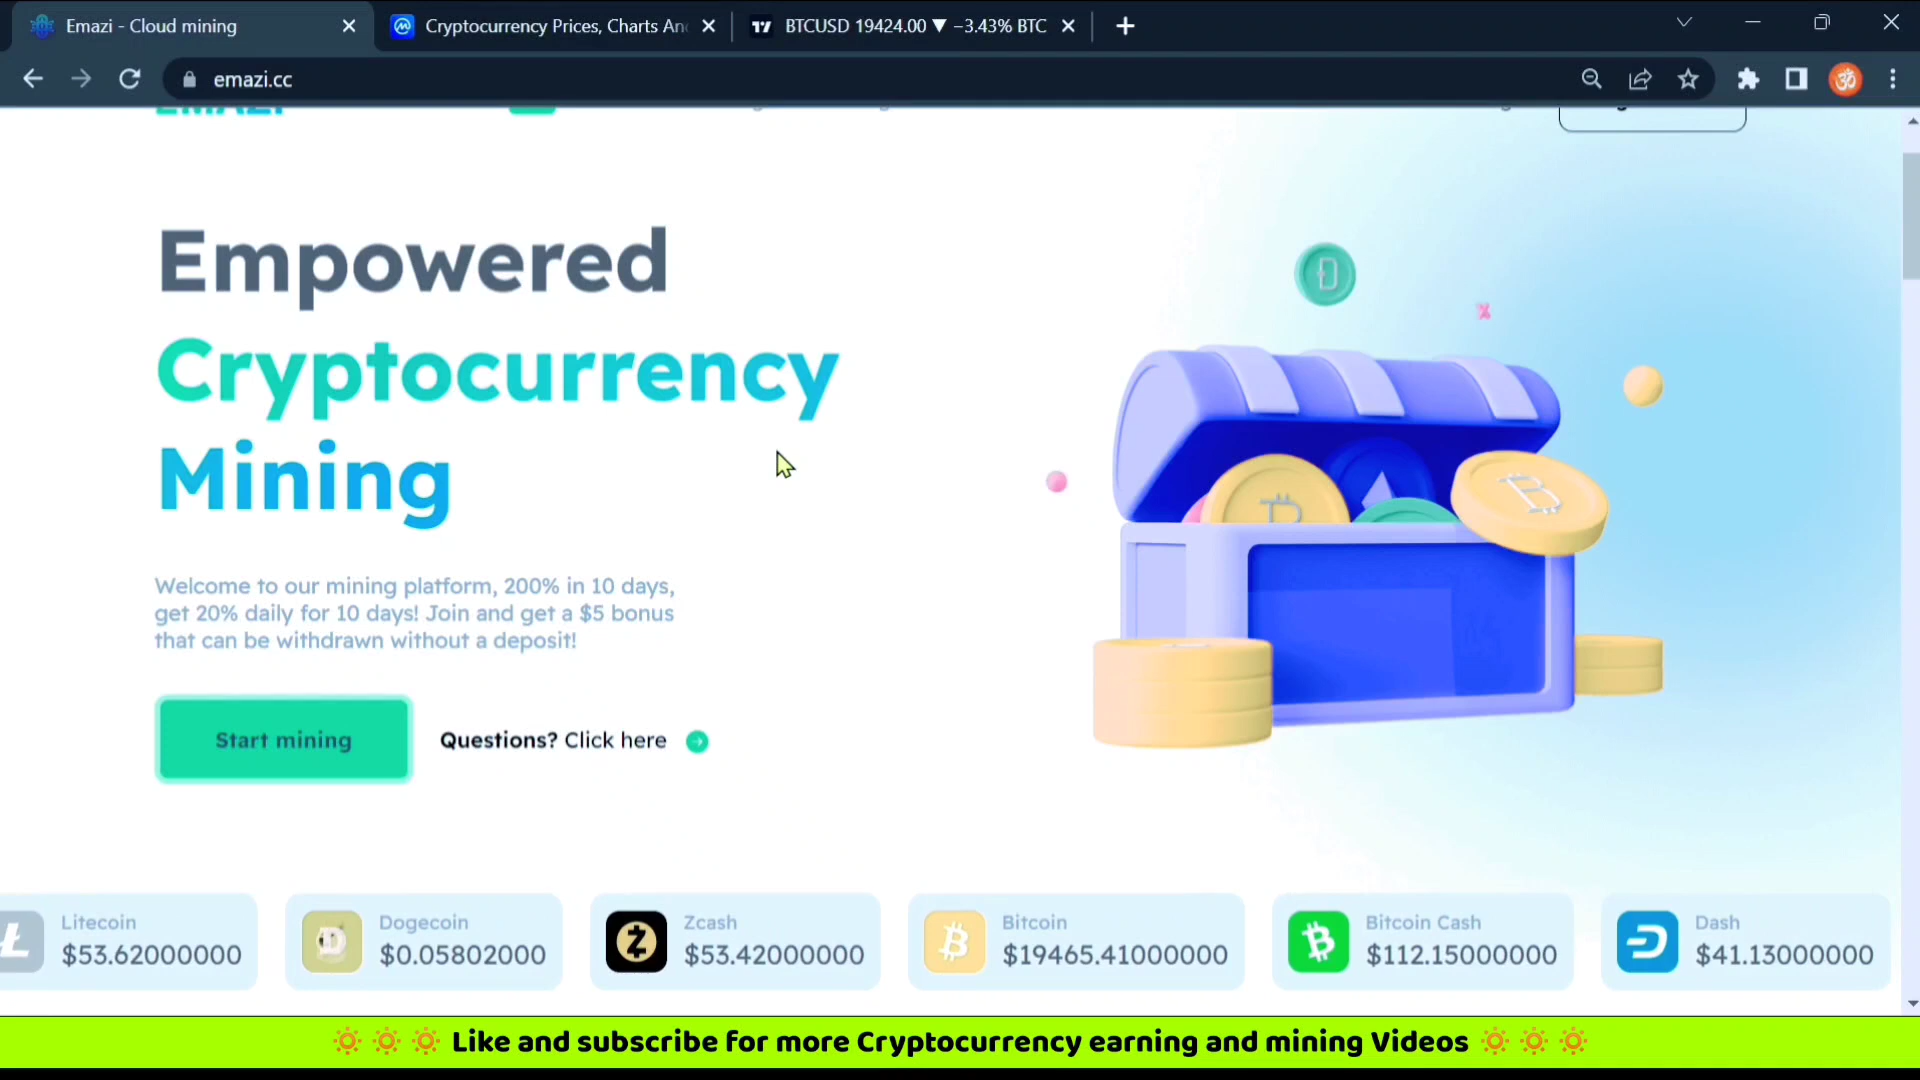 Emazi - Cloud mining
Cryptocurrency Prices, Charts An
BTCUSD 19424.00 ▼ −3.43% BTC
emazi.cc
EMAZI
Empowered
Cryptocurrency
Mining
Welcome to our mining platform, 200% in 10 days,
get 20% daily for 10 days! Join and get a $5 bonus
that can be withdrawn without a deposit!
Start mining
Questions? Click here
Litecoin
$53.62000000
Dogecoin
$0.05802000
Zcash
$53.42000000
Bitcoin
$19465.41000000
Bitcoin Cash
$112.15000000
Dash
$41.13000000
Like and subscribe for more Cryptocurrency earning and mining Videos